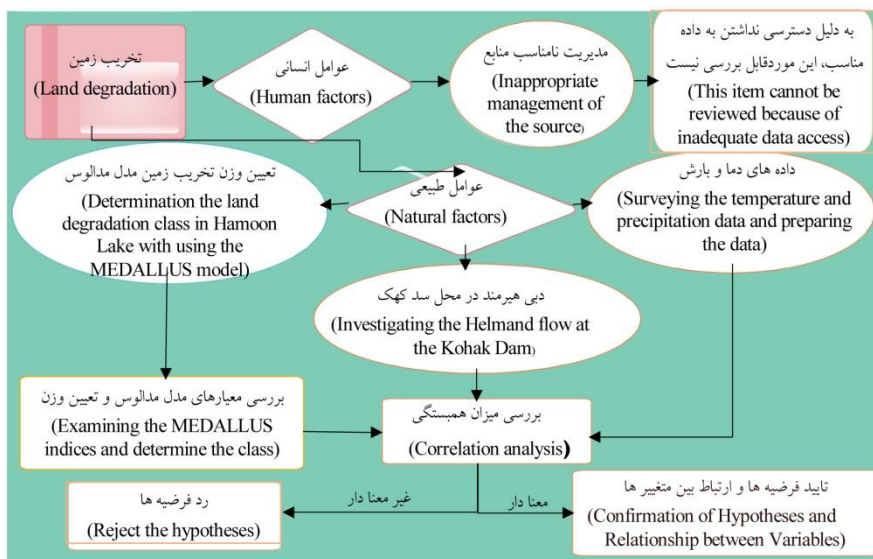 تخریب زمین
(Land degradation)
عوامل انسانی
(Human factors)
مدیریت نامناسب منابع
(Inappropriate
management of
the source)
به دلیل دسترسی نداشتن به داده
مناسب، این موردقابل بررسی نیست
(This item cannot be
reviewed because of
inadequate data access)
تعیین وزن تخریب زمین مدل مدالوس
(Determination the land
degradation class in Hamoon
Lake with using the
MEDALLUS model)
عوامل طبیعی
(Natural factors)
داده های دما و بارش
(Surveying the temperature and
precipitation data and preparing
the data)
دبی هیرمند در محل سد کهک
(Investigating the Helmand flow at
the Kohak Dam)
بررسی معیارهای مدل مدالوس و تعیین وزن
(Examining the MEDALLUS
indices and determine the class)
بررسی میزان همبستگی
(Correlation analysis)
رد فرضیه ها
(Reject the hypotheses)
غیر معنا دار
معنا دار
تایید فرضیه ها و ارتباط بین متغییر ها
(Confirmation of Hypotheses and
Relationship between Variables)